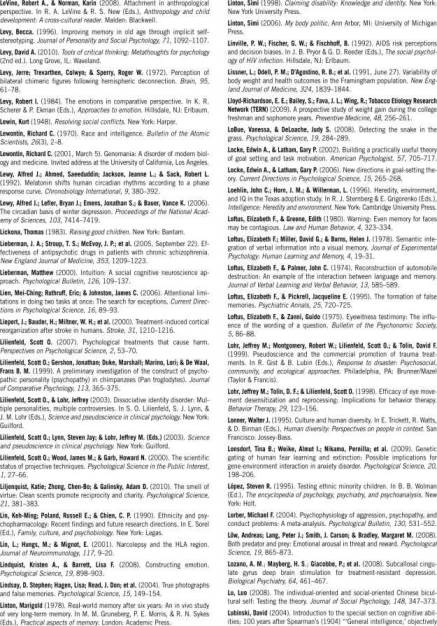 LeVine, Robert A., & Norman, Karin (2008). Attachment in anthropological
perspective. In R. A. LeVine & R. S. New (Eds.), Anthropology and child
development: A cross-cultural reader. Malden: Blackwell.
Levy, Becca. (1996). Improving memory in old age through implicit self-
stereotyping. Journal of Personality and Social Psychology, 71, 1092–1107.
Levy, David A. (2010). Tools of critical thinking: Metathoughts for psychology
(2nd ed.). Long Grove, IL: Waveland.
Levy, Jerre; Trevarthen, Colwyn; & Sperry, Roger W. (1972). Perception of
bilateral chimeric figures following hemispheric deconnection. Brain, 95,
61–78.
Levy, Robert I. (1984). The emotions in comparative perspective. In K. R.
Scherer & P. Ekman (Eds.), Approaches to emotion. Hillsdale, NJ: Erlbaum.
Lewin, Kurt (1948). Resolving social conflicts. New York: Harper.
Lewontin, Richard C. (1970). Race and intelligence. Bulletin of the Atomic
Scientists, 26(3), 2–8.
Lewontin, Richard C. (2001, March 5). Genomania: A disorder of modern biol-
ogy and medicine. Invited address at the University of California, Los Angeles.
Lewy, Alfred J.; Ahmed, Saeeduddin; Jackson, Jeanne L.; & Sack, Robert L.
(1992). Melatonin shifts human circadian rhythms according to a phase
response curve. Chronobiology International, 9, 380–392.
Lewy, Alfred J.; Lefler, Bryan J.; Emens, Jonathan S.; & Bauer, Vance K. (2006).
The circadian basis of winter depression. Proceedings of the National Acad-
emy of Sciences, 103, 7414–7419.
Lickona, Thomas (1983). Raising good children. New York: Bantam.
Lieberman, J. A.; Stroup, T. S.; McEvoy, J. P.; et al. (2005, September 22). Ef-
fectiveness of antipsychotic drugs in patients with chronic schizophrenia.
New England Journal of Medicine, 353, 1209–1223.
Lieberman, Matthew (2000). Intuition: A social cognitive neuroscience ap-
proach. Psychological Bulletin, 126, 109–137.
Lien, Mei-Ching; Ruthruff, Eric; & Johnston, James C. (2006). Attentional limi-
tations in doing two tasks at once: The search for exceptions. Current Direc-
tions in Psychological Science, 16, 89–93.
Liepert, J.; Bauder, H.; Miltner, W. H.; et al. (2000). Treatment-induced cortical
reorganization after stroke in humans. Stroke, 31, 1210–1216.
Lilienfeld, Scott O. (2007). Psychological treatments that cause harm.
Perspectives on Psychological Science, 2, 53–70.
Lilienfeld, Scott O.; Gershon, Jonathan; Duke, Marshall; Marino, Lori; & De Waal,
Frans B. M. (1999). A preliminary investigation of the construct of psycho-
pathic personality (psychopathy) in chimpanzees (Pan troglodytes). Journal
of Comparative Psychology, 113, 365–375.
Lilienfeld, Scott O., & Lohr, Jeffrey (2003). Dissociative identity disorder: Mul-
tiple personalities, multiple controversies. In S. O. Lilienfeld, S. J. Lynn, &
J. M. Lohr (Eds.), Science and pseudoscience in clinical psychology. New York:
Guilford.
Lilienfeld, Scott O.; Lynn, Steven Jay; & Lohr, Jeffrey M. (Eds.) (2003). Science
and pseudoscience in clinical psychology. New York: Guilford.
Lilienfeld, Scott O.; Wood, James M.; & Garb, Howard N. (2000). The scientific
status of projective techniques. Psychological Science in the Public Interest,
1, 27–66.
Liljenquist, Katie; Zhong, Chen-Bo; & Galinsky, Adam D. (2010). The smell of
virtue: Clean scents promote reciprocity and charity. Psychological Science,
21, 381–383.
Lin, Keh-Ming; Poland, Russell E.; & Chien, C. P. (1990). Ethnicity and psy-
chopharmacology: Recent findings and future research directions. In E. Sorel
(Ed.), Family, culture, and psychobiology. New York: Legas.
Lin, L.; Hungs, M.; & Mignot, E. (2001). Narcolepsy and the HLA region.
Journal of Neuroimmunology, 117, 9–20.
Lindquist, Kristen A., & Barrett, Lisa F. (2008). Constructing emotion.
Psychological Science, 19, 898–903.
Lindsay, D. Stephen; Hagen, Lisa; Read, J. Don; et al. (2004). True photographs
and false memories. Psychological Science, 15, 149–154.
Linton, Marigold (1978). Real-world memory after six years: An in vivo study
of very long-term memory. In M. M. Gruneberg, P. E. Morris, & R. N. Sykes
(Eds.), Practical aspects of memory. London: Academic Press.
Linton, Simi (1998). Claiming disability: Knowledge and identity. New York:
New York University Press.
Linton, Simi (2006). My body politic, Ann Arbor, MI: University of Michigan
Press.
Linville, P. W.; Fischer, G. W.; & Fischhoff, B. (1992). AIDS risk perceptions
and decision biases. In J. B. Pryor & G. D. Reeder (Eds.), The social psychol-
ogy of HIV infection. Hillsdale, NJ: Erlbaum.
Lissner, L.; Odell, P. M.; D'Agostino, R. B.; et al. (1991, June 27). Variability of
body weight and health outcomes in the Framingham population. New Eng-
land Journal of Medicine, 324, 1839–1844.
Lloyd-Richardson, E. E.; Bailey, S.; Fava, J. L.; Wing, R.; Tobacco Etiology Research
Network (TERN) (2009). A prospective study of weight gain during the college
freshman and sophomore years. Preventive Medicine, 48, 256–261.
LoBue, Vanessa, & DeLoache, Judy S. (2008). Detecting the snake in the
grass. Psychological Science, 19, 284–289.
Locke, Edwin A., & Latham, Gary P. (2002). Building a practically useful theory
of goal setting and task motivation. American Psychologist, 57, 705–717.
Locke, Edwin A., & Latham, Gary P. (2006). New directions in goal-setting the-
ory. Current Directions in Psychological Science, 15, 265–268.
Loehlin, John C.; Horn, J. M.; & Willerman, L. (1996). Heredity, environment,
and IQ in the Texas adoption study. In R. J. Sternberg & E. Grigorenko (Eds.),
Intelligence: Heredity and environment. New York: Cambridge University Press.
Loftus, Elizabeth F., & Greene, Edith (1980). Warning: Even memory for faces
may be contagious. Law and Human Behavior, 4, 323–334.
Loftus, Elizabeth F.; Miller, David G.; & Burns, Helen J. (1978). Semantic inte-
gration of verbal information into a visual memory. Journal of Experimental
Psychology: Human Learning and Memory, 4, 19–31.
Loftus, Elizabeth F., & Palmer, John C. (1974). Reconstruction of automobile
destruction: An example of the interaction between language and memory.
Journal of Verbal Learning and Verbal Behavior, 13, 585–589.
Loftus, Elizabeth F., & Pickrell, Jacqueline E. (1995). The formation of false
memories. Psychiatric Annals, 25, 720–725.
Loftus, Elizabeth F., & Zanni, Guido (1975). Eyewitness testimony: The influ-
ence of the wording of a question. Bulletin of the Psychonomic Society,
5, 86–88.
Lohr, Jeffrey M.; Montgomery, Robert W.; Lilienfeld, Scott O.; & Tolin, David F.
(1999). Pseudoscience and the commercial promotion of trauma treat-
ments. In R. Gist & B. Lubin (Eds.), Response to disaster: Psychosocial,
community, and ecological approaches. Philadelphia, PA: Brunner/Mazel
(Taylor & Francis).
Lohr, Jeffrey M.; Tolin, D. F.; & Lilienfeld, Scott O. (1998). Efficacy of eye move-
ment desensitization and reprocessing: Implications for behavior therapy.
Behavior Therapy, 29, 123–156.
Lonner, Walter J. (1995). Culture and human diversity. In E. Trickett, R. Watts,
& D. Birman (Eds.), Human diversity: Perspectives on people in context. San
Francisco: Jossey-Bass.
Lonsdorf, Tina B.; Weike, Almut I.; Nikamo, Pernilla; et al. (2009). Genetic
gating of human fear learning and extinction: Possible implications for
gene-environment interaction in anxiety disorder. Psychological Science, 20,
198–206.
López, Steven R. (1995). Testing ethnic minority children. In B. B. Wolman
(Ed.), The encyclopedia of psychology, psychiatry, and psychoanalysis. New
York: Holt.
Lorber, Michael F. (2004). Psychophysiology of aggression, psychopathy, and
conduct problems: A meta-analysis. Psychological Bulletin, 130, 531–552.
Löw, Andreas; Lang, Peter J.; Smith, J. Carson; & Bradley, Margaret M. (2008).
Both predator and prey: Emotional arousal in threat and reward. Psychological
Science, 19, 865–873.
Lozano, A. M.; Mayberg, H. S.; Giacobbe, P.; et al. (2008). Subcallosal cingu-
late gyrus deep brain stimulation for treatment-resistant depression.
Biological Psychiatry, 64, 461–467.
Lu, Luo (2008). The individual-oriented and social-oriented Chinese bicul-
tural self: Testing the theory. Journal of Social Psychology, 148, 347–373.
Lubinski, David (2004). Introduction to the special section on cognitive abil-
ities: 100 years after Spearman's (1904) "'General intelligence,' objectively